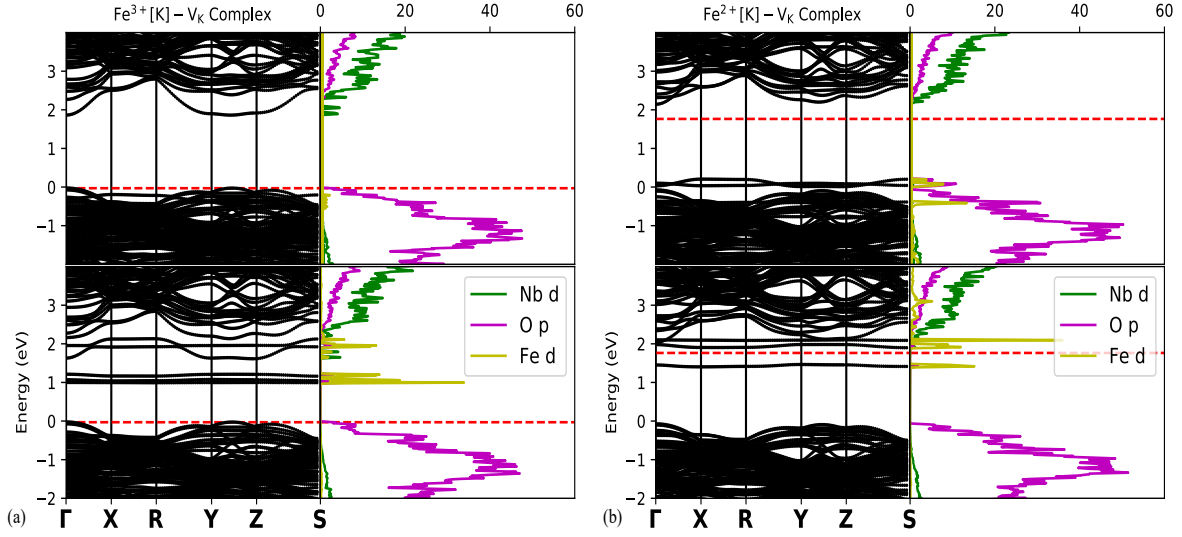 Fe³⁺[K] − V_K Complex
0 20 40 60
Fe²⁺[K] − V_K Complex
0 20 40 60
3
2
1
0
−1
3
2
1
0
−1
Energy (eV)
3
2
1
0
−1
−2
Nb d
O p
Fe d
Energy (eV)
3
2
1
0
−1
−2
Nb d
O p
Fe d
(a)
Γ X R Y Z S
(b)
Γ X R Y Z S